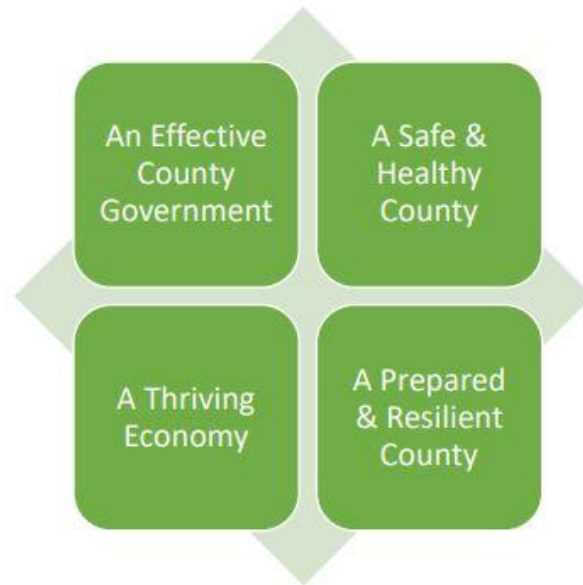 An Effective
County
Government
A Safe &
Healthy
County
A Thriving
Economy
A Prepared
& Resilient
County